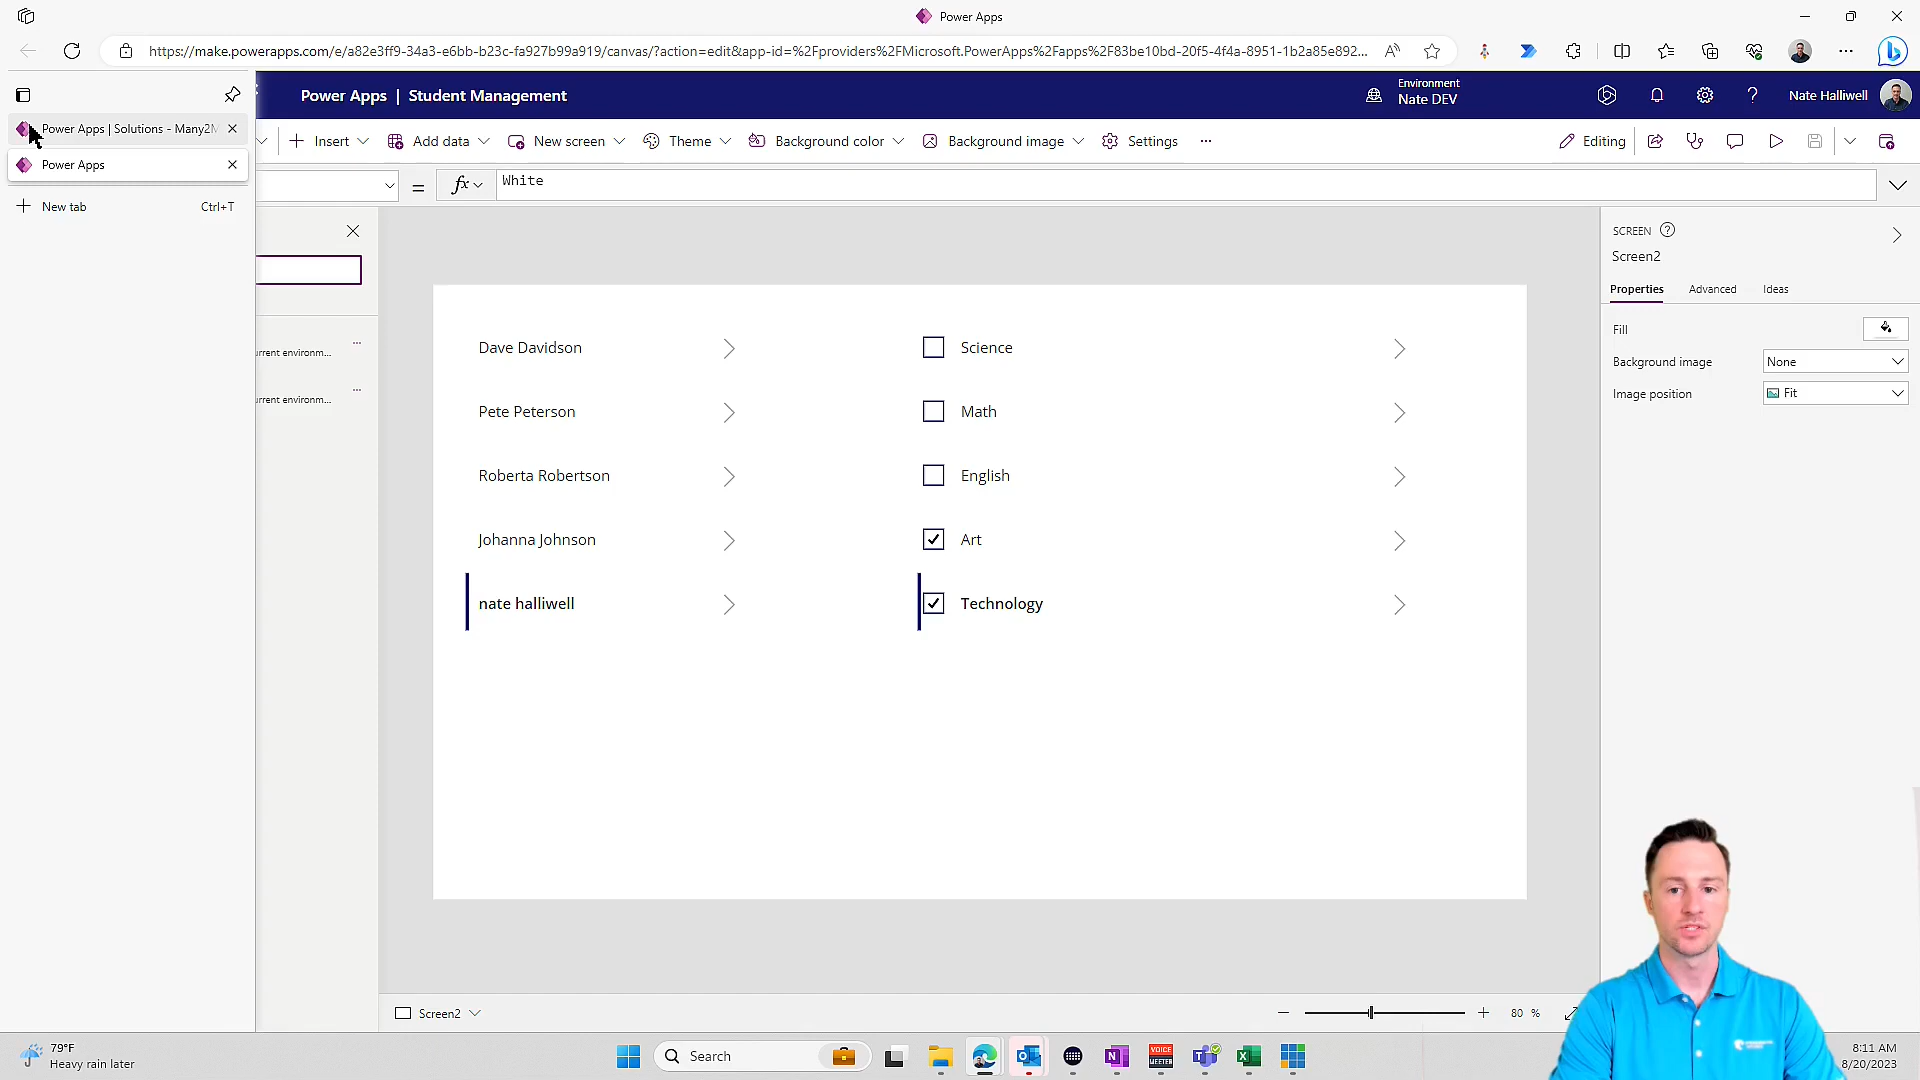 Power Apps
https://make.powerapps.com/e/a82e3ff9-34a3-e6bb-b23c-fa927b99a919/canvas/?action=edit&app-id=%2Fproviders%2FMicrosoft.PowerApps%2Fapps%2F83be10bd-20f5-4f4a-8951-1b2a85e892...
Power Apps | Student Management
Environment
Nate DEV
Nate Halliwell
Power Apps | Solutions - Many2M
Power Apps
New tab Ctrl+T
Insert Add data New screen Theme Background color Background image Settings ... Editing
= fx White
urrent environm...
urrent environm...
Dave Davidson
Pete Peterson
Roberta Robertson
Johanna Johnson
nate halliwell
Science
Math
English
Art
Technology
SCREEN
Screen2
Properties Advanced Ideas
Fill
Background image None
Image position Fit
Screen2
80 %
79°F
Heavy rain later
Search
VOICE
MEETER
8:11 AM
8/20/2023